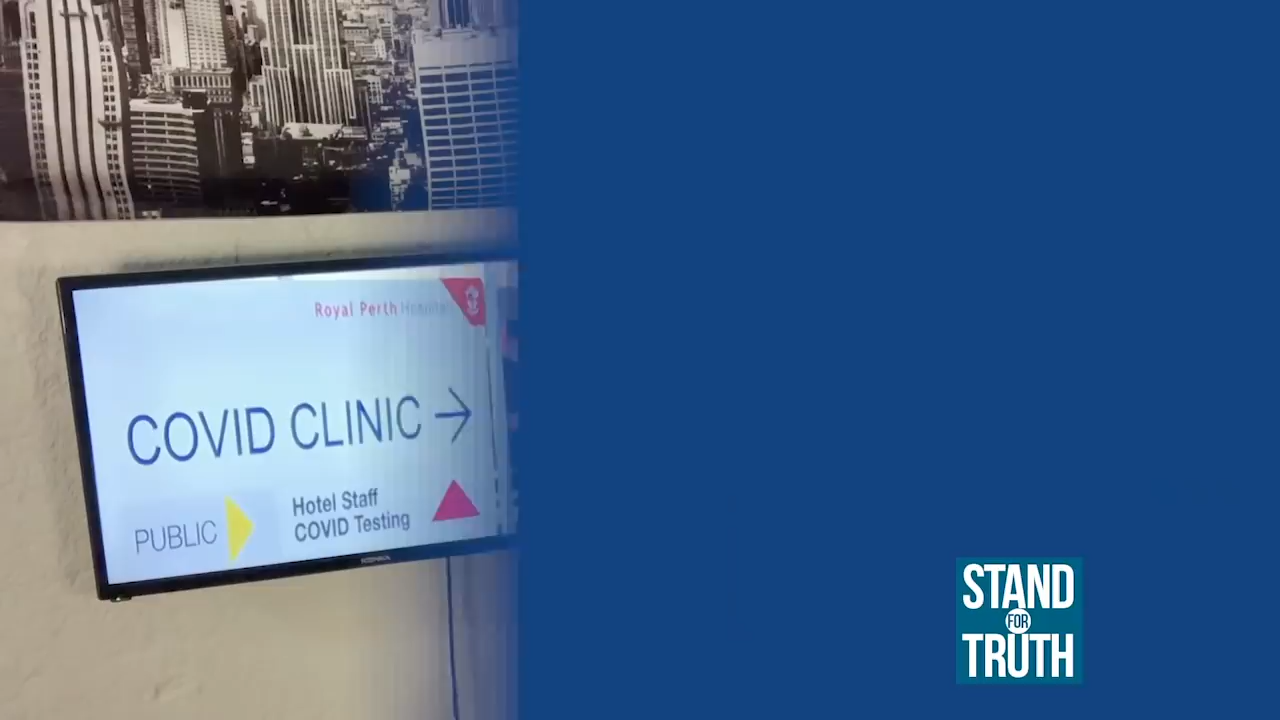 Royal Perth
COVID CLINIC →
PUBLIC
Hotel Staff
COVID Testing
STAND
FOR
TRUTH